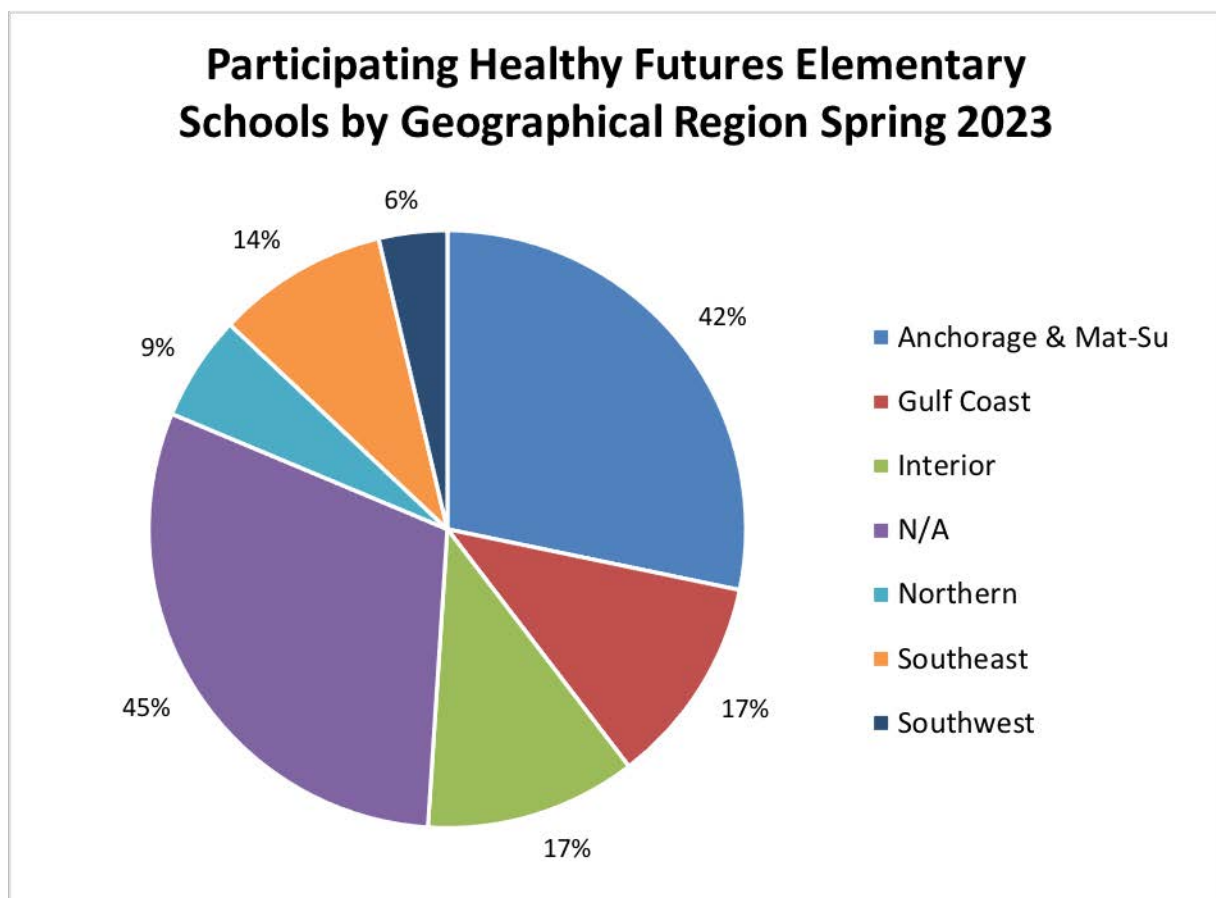 Participating Healthy Futures Elementary
Schools by Geographical Region Spring 2023
6%
14%
42%
9%
45%
17%
17%
Anchorage & Mat-Su
Gulf Coast
Interior
N/A
Northern
Southeast
Southwest